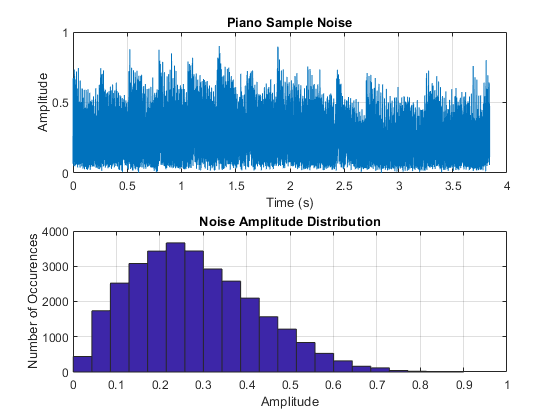 Piano Sample Noise
1
0.5
0
Amplitude
0 0.5 1 1.5 2 2.5 3 3.5 4
Time (s)
Noise Amplitude Distribution
4000
3000
2000
1000
0
Number of Occurences
0 0.1 0.2 0.3 0.4 0.5 0.6 0.7 0.8 0.9 1
Amplitude